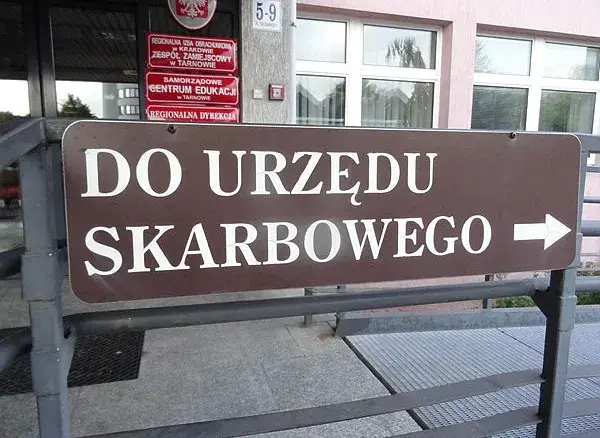 5-9
REGIONALNA IZBA OBRACHUNKOWA
W KRAKOWIE
ZESPÓŁ ZAMIEJSCOWY
W TARNOWIE
SAMORZĄDOWE
CENTRUM EDUKACJI
W TARNOWIE
REGIONALNA DYREKCJA
DO URZĘDU
SKARBOWEGO